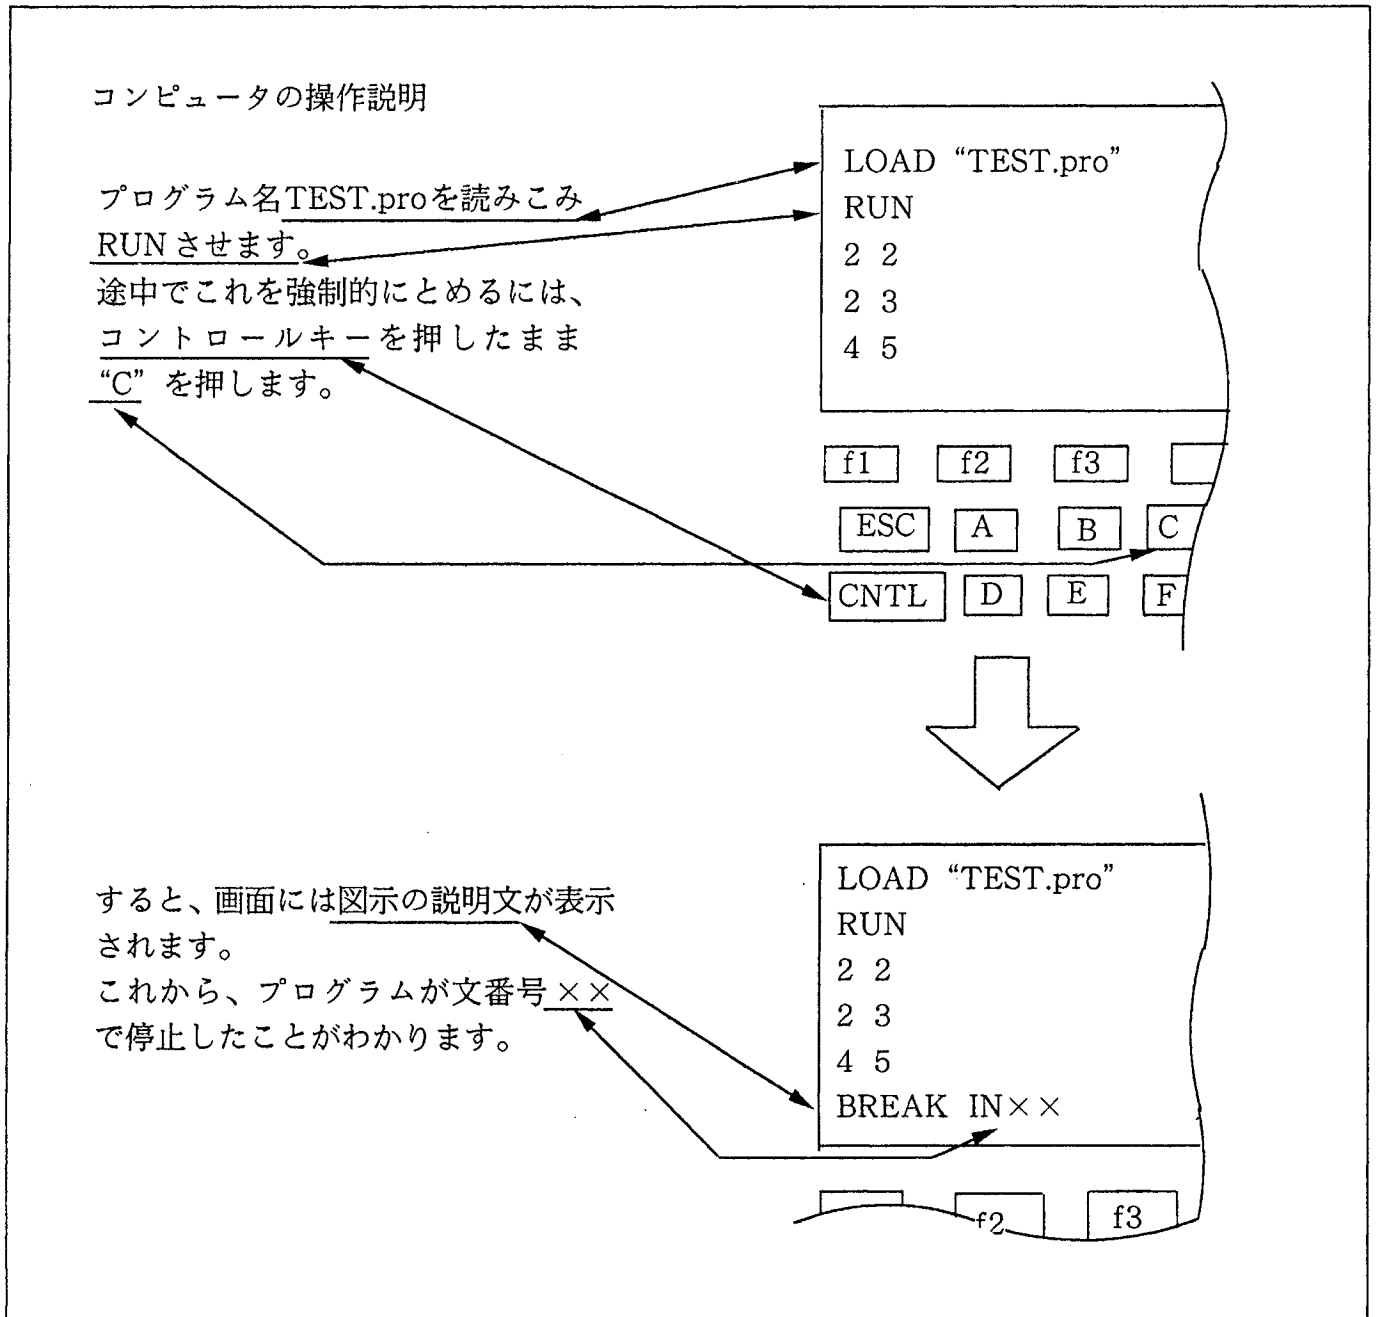 コンピュータの操作説明
プログラム名TEST.proを読みこみ
RUNさせます。
途中でこれを強制的にとめるには、
コントロールキーを押したまま
“C” を押します。
LOAD “TEST.pro”
RUN
2 2
2 3
4 5
f1 f2 f3
ESC A B C
CNTL D E F
すると、画面には図示の説明文が表示
されます。
これから、プログラムが文番号××
で停止したことがわかります。
LOAD “TEST.pro”
RUN
2 2
2 3
4 5
BREAK IN××
f2 f3